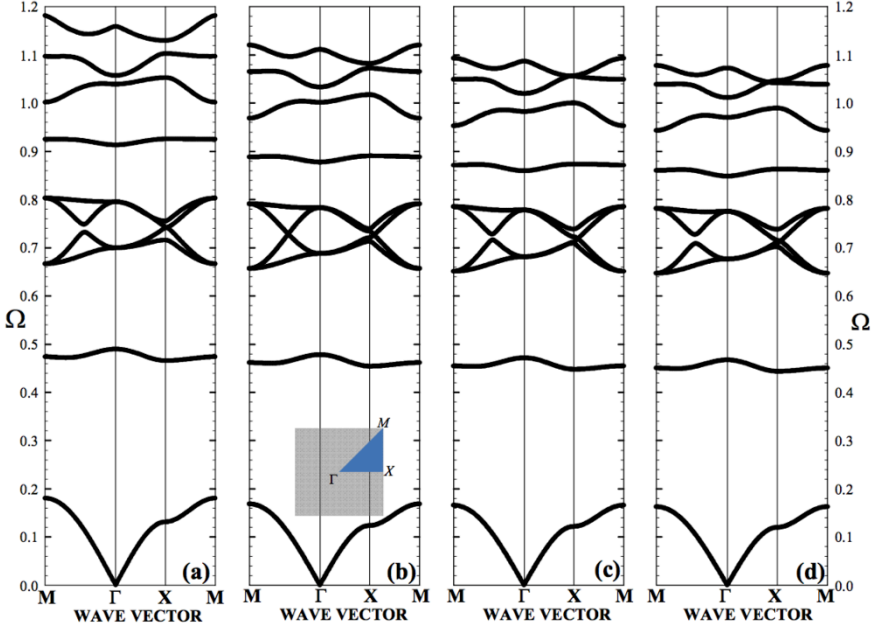 1.2 1.2
1.1 1.1
1.0 1.0
0.9 0.9
0.8 0.8
0.7 0.7
0.6 0.6
Ω Ω
0.5 0.5
0.4 0.4
0.3 0.3
M
0.2 0.2
Γ X
0.1 0.1
(a) (b) (c) (d)
0.0 0.0
M Γ X M M Γ X M M Γ X M M Γ X M
WAVE VECTOR WAVE VECTOR WAVE VECTOR WAVE VECTOR